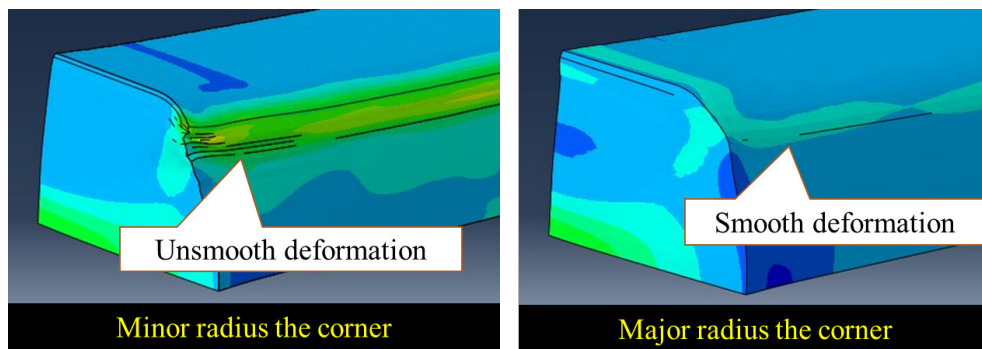 Unsmooth deformation
Minor radius the corner
Smooth deformation
Major radius the corner